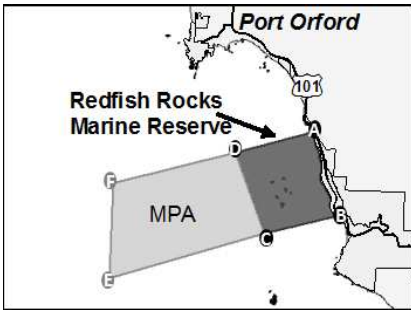 Port Orford
101
Redfish Rocks
Marine Reserve
A
D
F
MPA
B
C
E